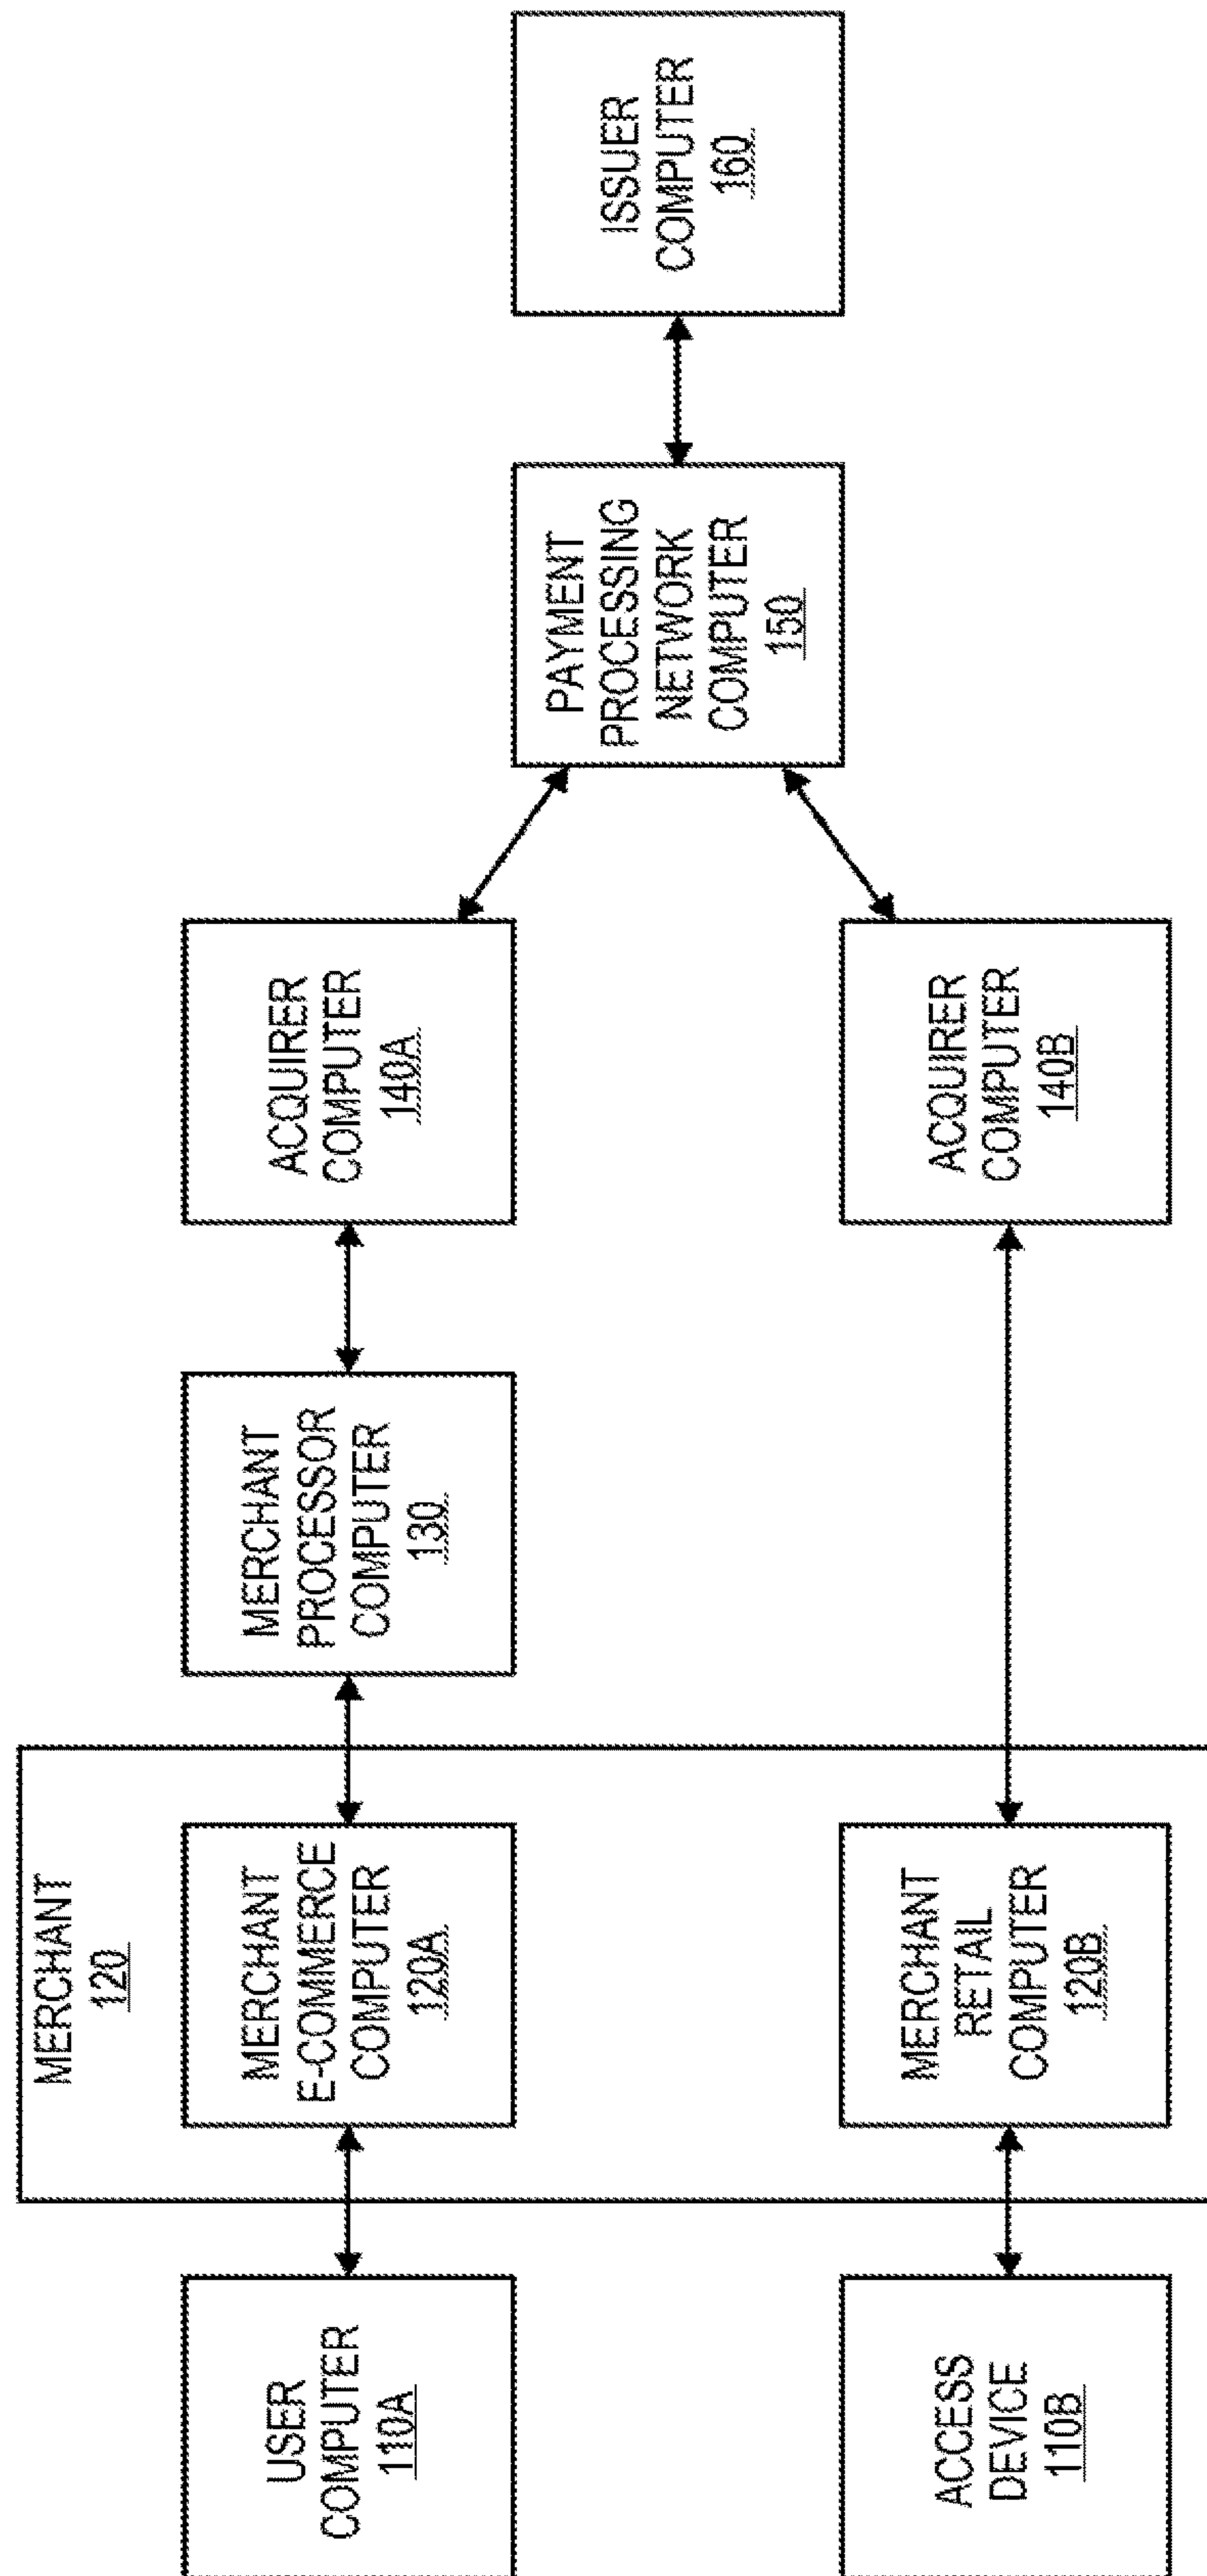 MERCHANT
120
USER
COMPUTER
110A
MERCHANT
E-COMMERCE
COMPUTER
120A
MERCHANT
PROCESSOR
COMPUTER
130
ACQUIRER
COMPUTER
140A
PAYMENT
PROCESSING
NETWORK
COMPUTER
150
ISSUER
COMPUTER
160
ACCESS
DEVICE
110B
MERCHANT
RETAIL
COMPUTER
120B
ACQUIRER
COMPUTER
140B